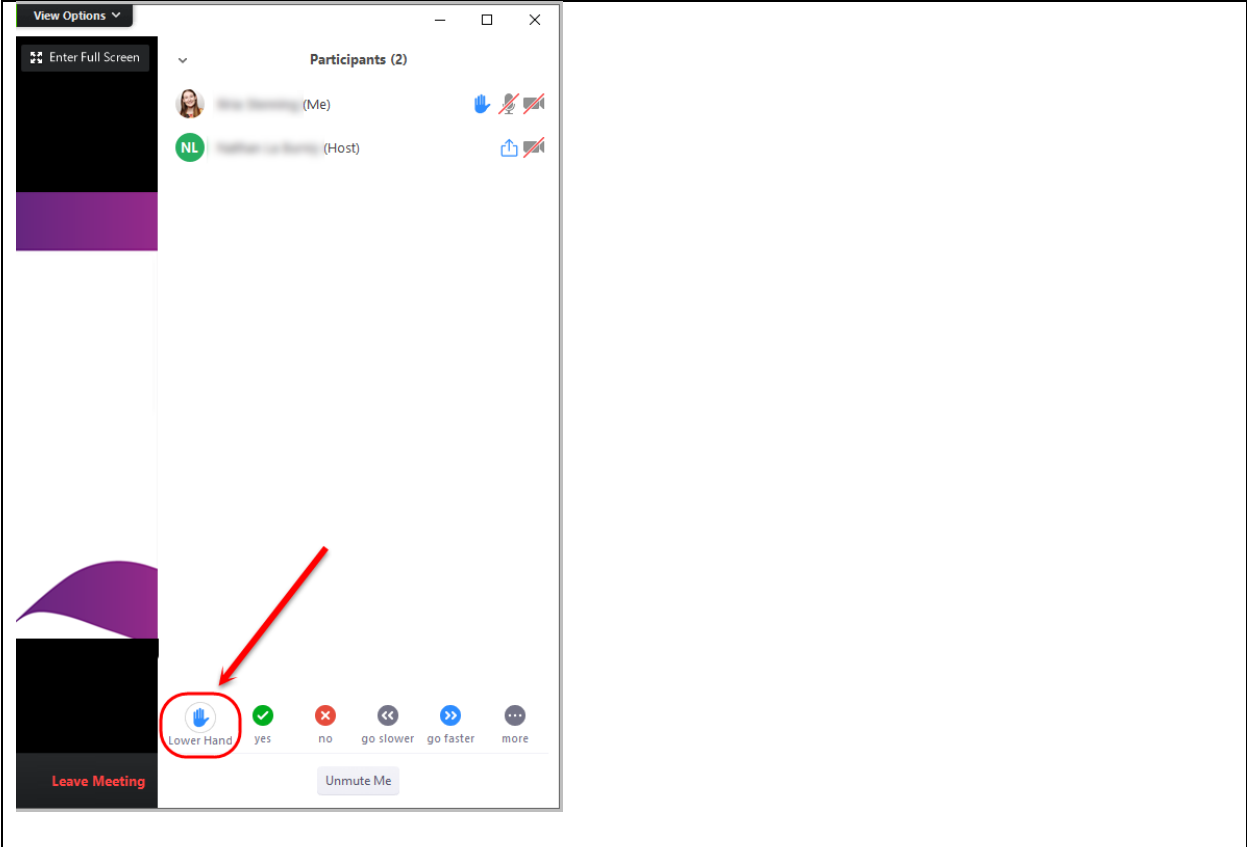 View Options
Enter Full Screen
Participants (2)
(Me)
NL
(Host)
Lower Hand
yes
no
go slower
go faster
more
Leave Meeting
Unmute Me